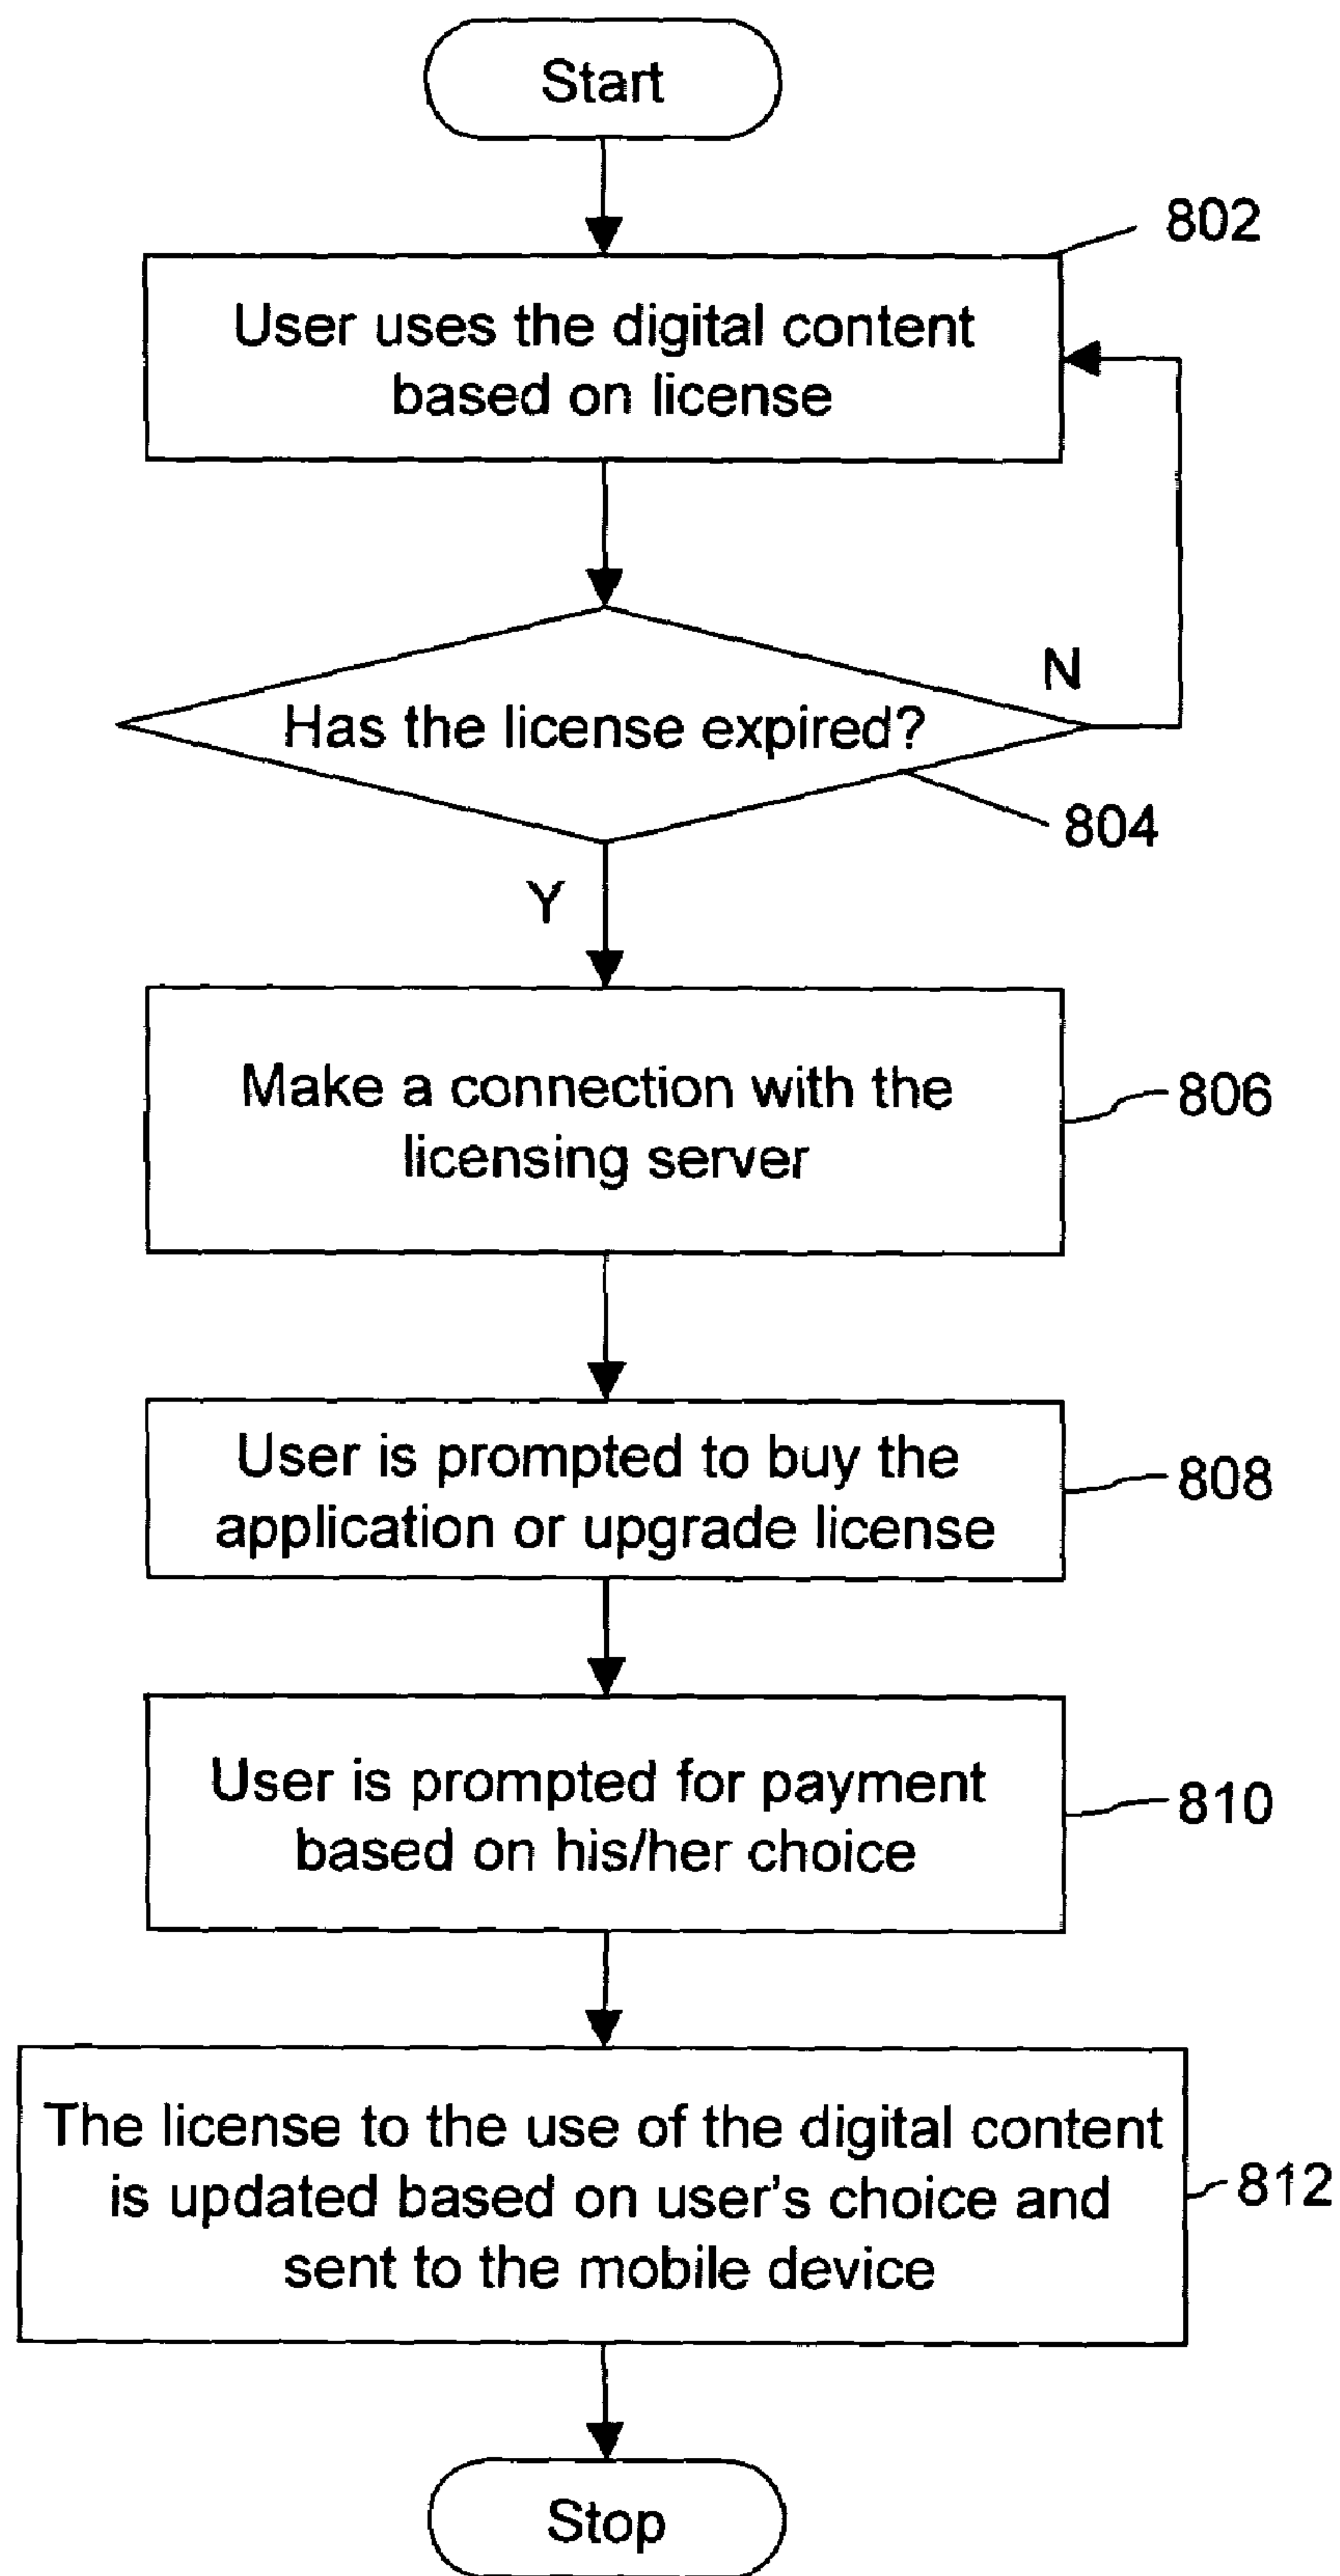 Start
802
User uses the digital content
based on license
N
Has the license expired?
804
Y
Make a connection with the
licensing server
806
User is prompted to buy the
application or upgrade license
808
User is prompted for payment
based on his/her choice
810
The license to the use of the digital content
is updated based on user's choice and
sent to the mobile device
812
Stop